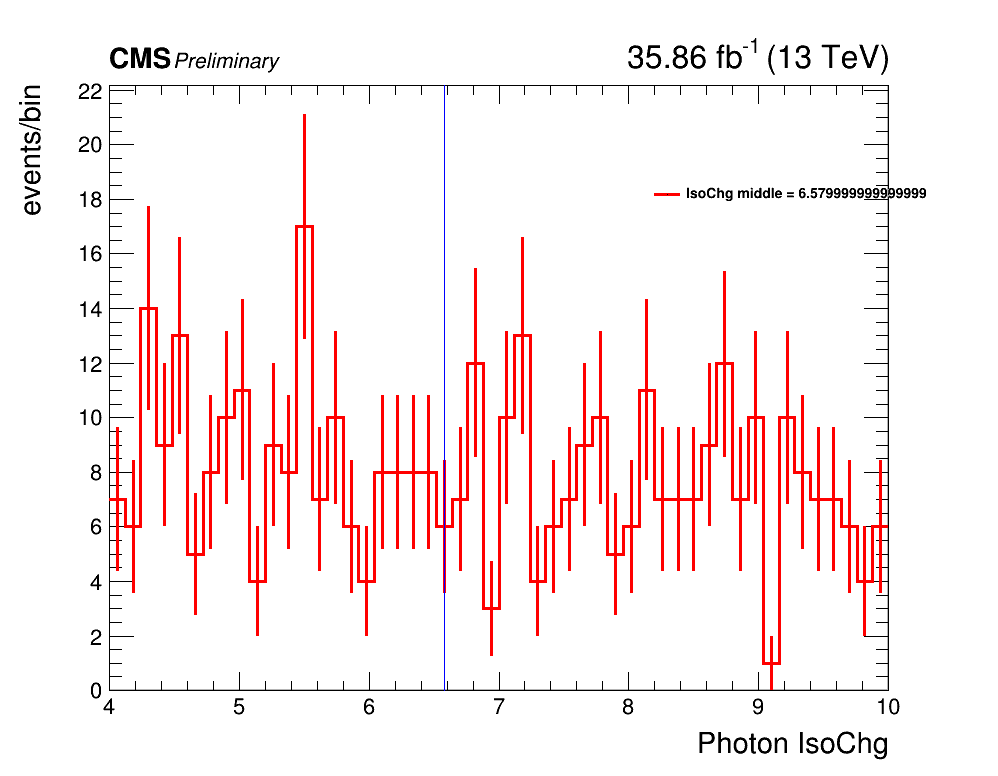 CMS Preliminary
35.86 fb-1 (13 TeV)
events/bin
22
20
18
16
14
12
10
8
6
4
2
0
IsoChg middle = 6.579999999999999
4 5 6 7 8 9 10
Photon IsoChg